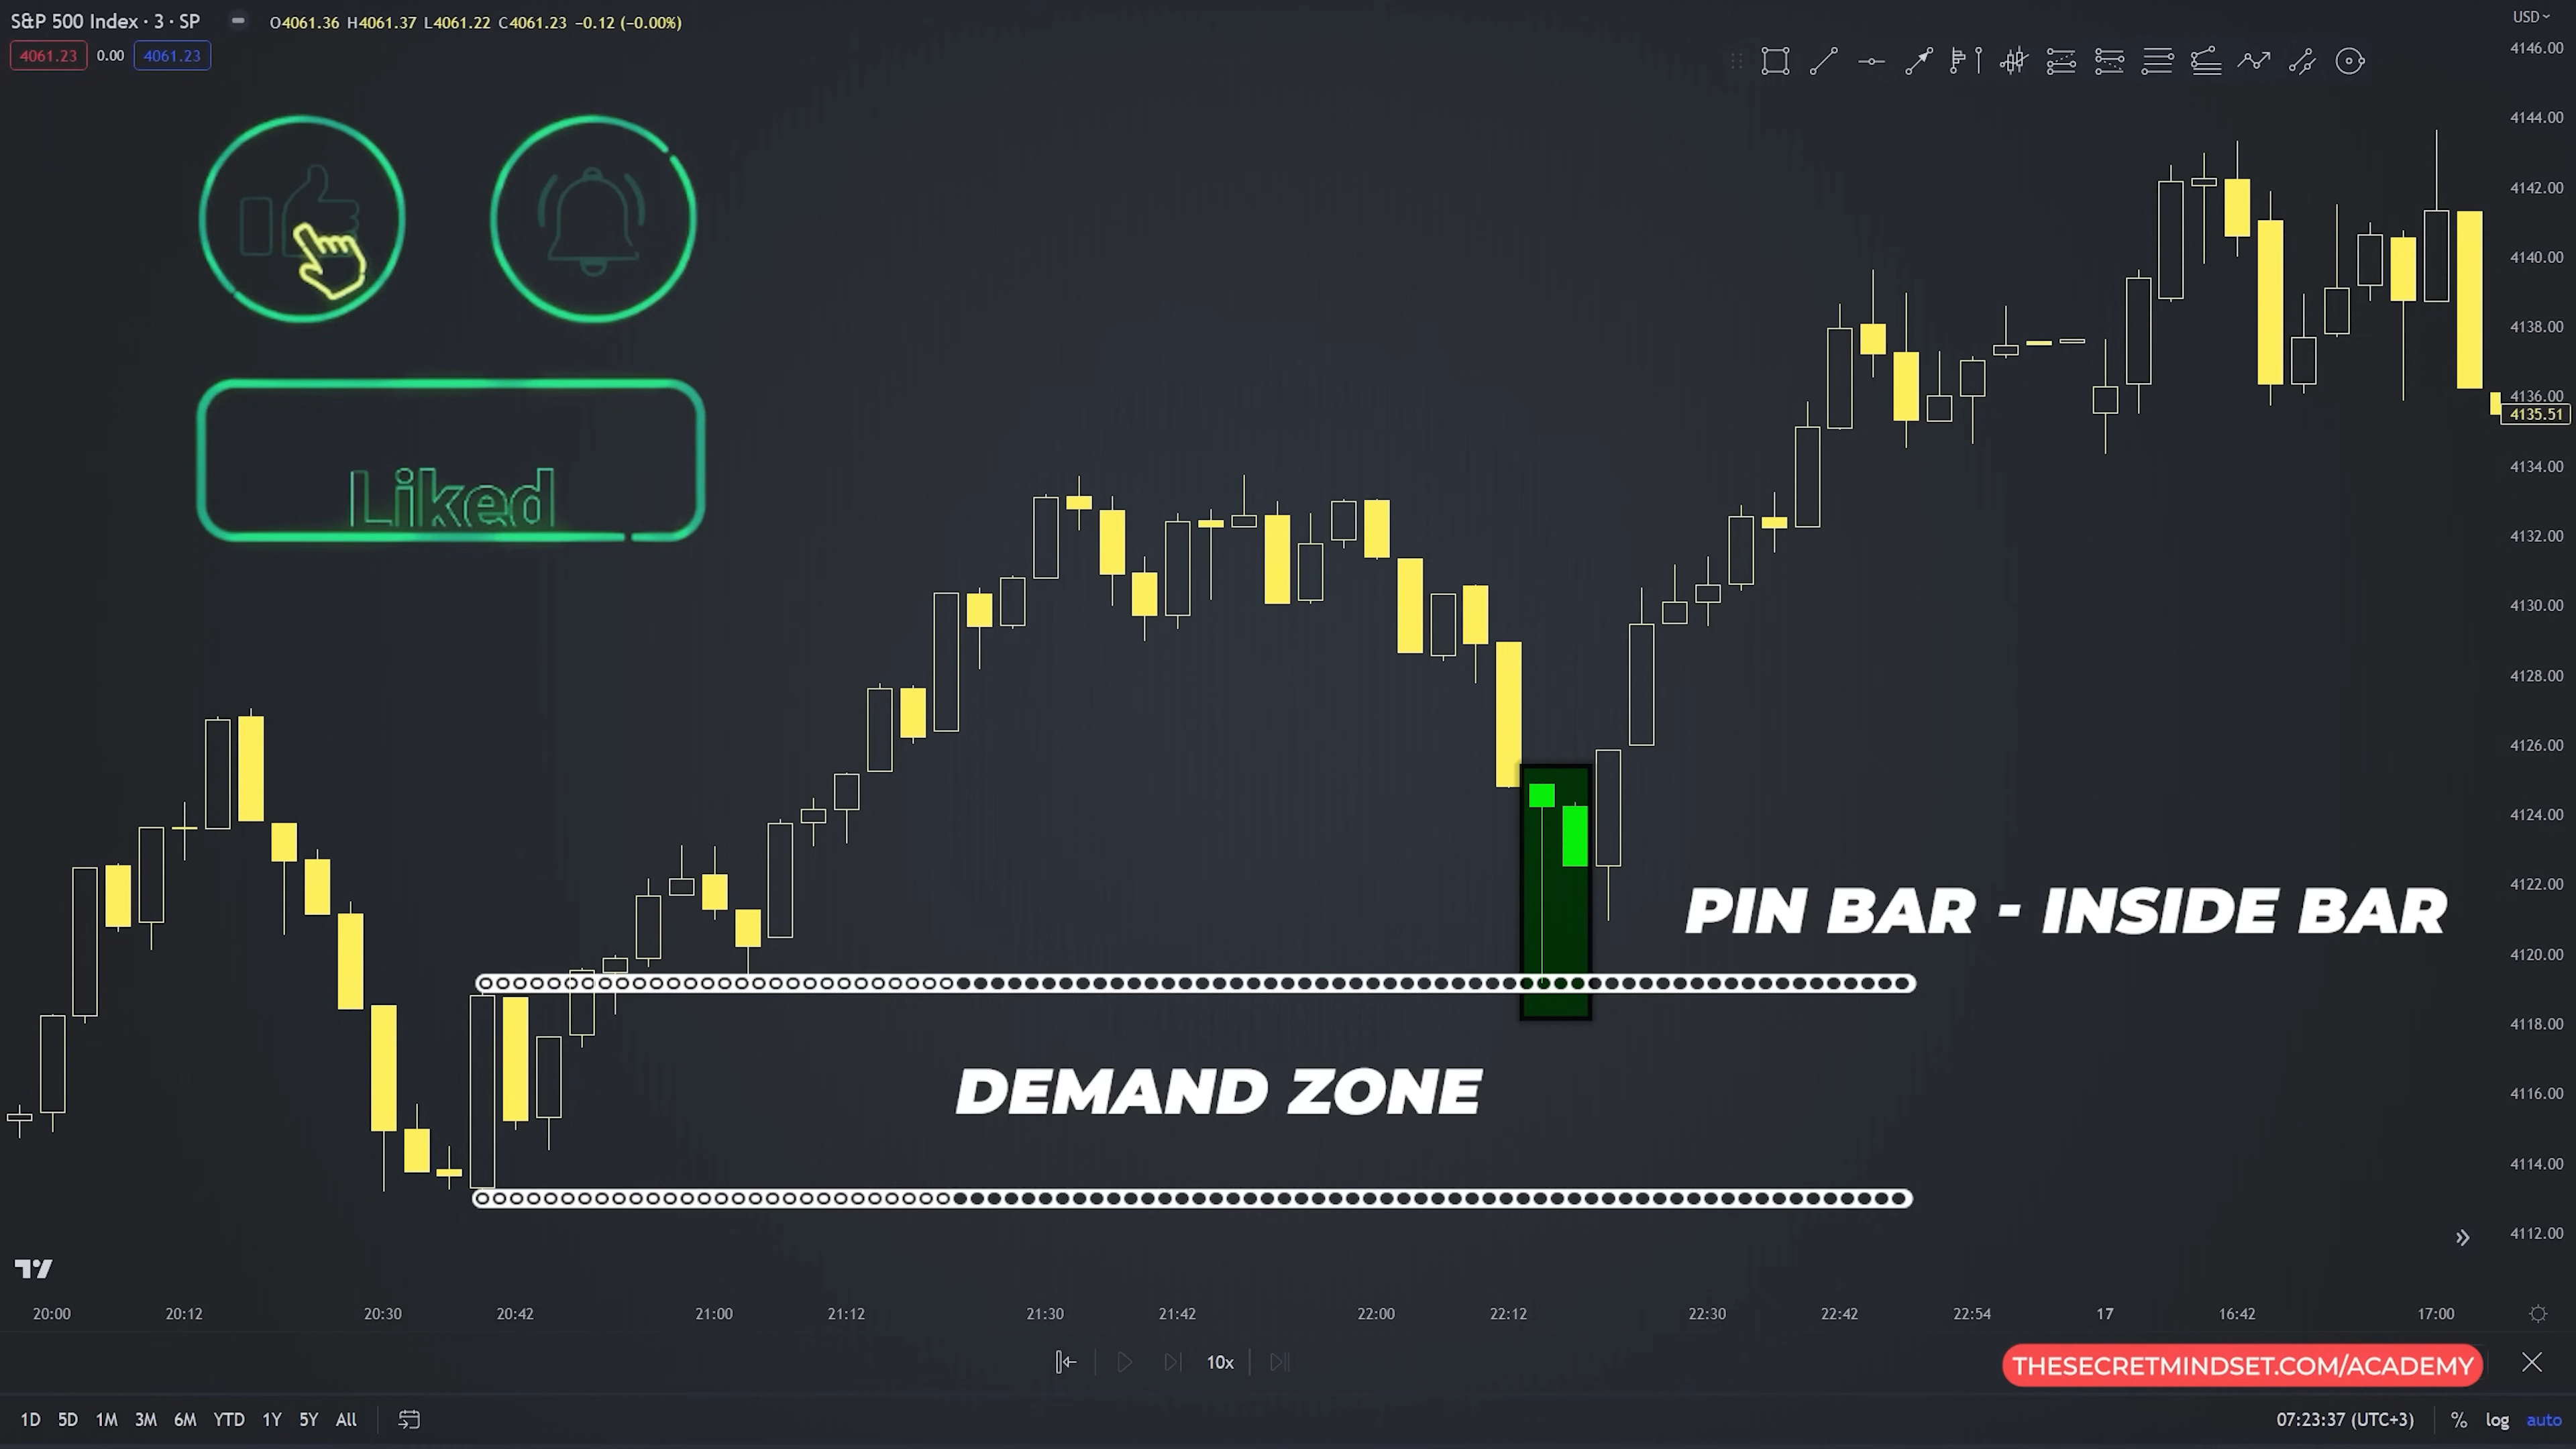 S&P 500 Index · 3 · SP
O4061.36 H4061.37 L4061.22 C4061.23 −0.12 (−0.00%)
USD
4061.23 0.00 4061.23
4146.00
4144.00
4142.00
4140.00
4138.00
4136.00
4135.51
4134.00
4132.00
4130.00
4128.00
4126.00
4124.00
4122.00
4120.00
4118.00
4116.00
4114.00
4112.00
Liked
PIN BAR - INSIDE BAR
DEMAND ZONE
20:00 20:12 20:30 20:42 21:00 21:12 21:30 21:42 22:00 22:12 22:30 22:42 22:54 17 16:42 17:00
10x
THESECRETMINDSET.COM/ACADEMY
1D 5D 1M 3M 6M YTD 1Y 5Y All
07:23:37 (UTC+3) % log auto